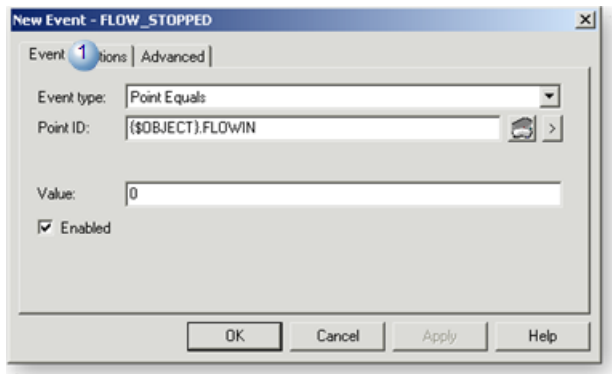 New Event - FLOW_STOPPED
Event 1 tions Advanced
Event type: Point Equals
Point ID: {$OBJECT}.FLOWIN >
Value: 0
Enabled
OK Cancel Apply Help